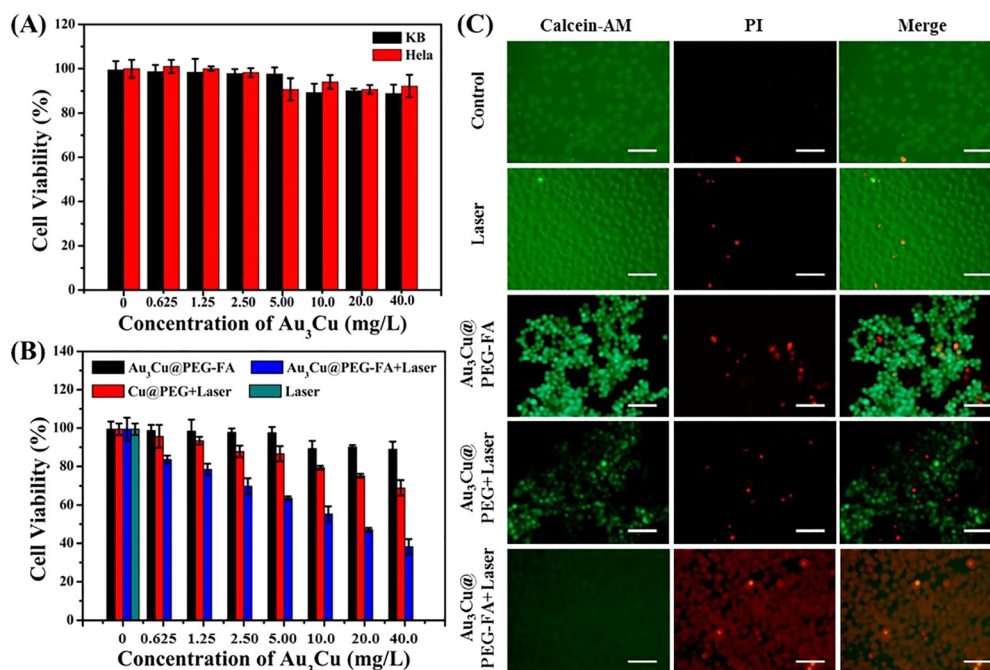 (A)
120
100
80
60
40
20
0
Cell Viability (%)
KB
Hela
0 0.625 1.25 2.50 5.00 10.0 20.0 40.0
Concentration of Au₃Cu (mg/L)
(B)
140
120
100
80
60
40
20
0
Cell Viability (%)
Au₃Cu@PEG-FA
Cu@PEG+Laser
Au₃Cu@PEG-FA+Laser
Laser
0 0.625 1.25 2.50 5.00 10.0 20.0 40.0
Concentration of Au₃Cu (mg/L)
(C)
Calcein-AM PI Merge
Control
Laser
Au₃Cu@
PEG-FA
Au₃Cu@
PEG+Laser
Au₃Cu@
PEG-FA+Laser